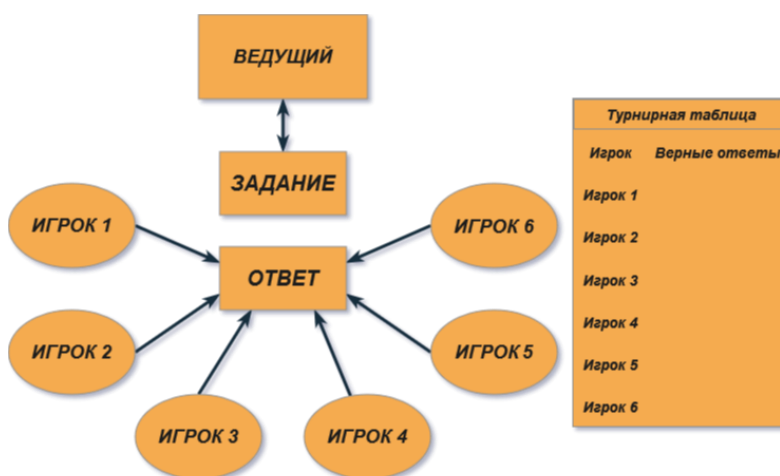 ВЕДУЩИЙ
ЗАДАНИЕ
ИГРОК 1
ИГРОК 6
ОТВЕТ
ИГРОК 2
ИГРОК 5
ИГРОК 3
ИГРОК 4
Турнирная таблица
Игрок Верные ответы
Игрок 1
Игрок 2
Игрок 3
Игрок 4
Игрок 5
Игрок 6